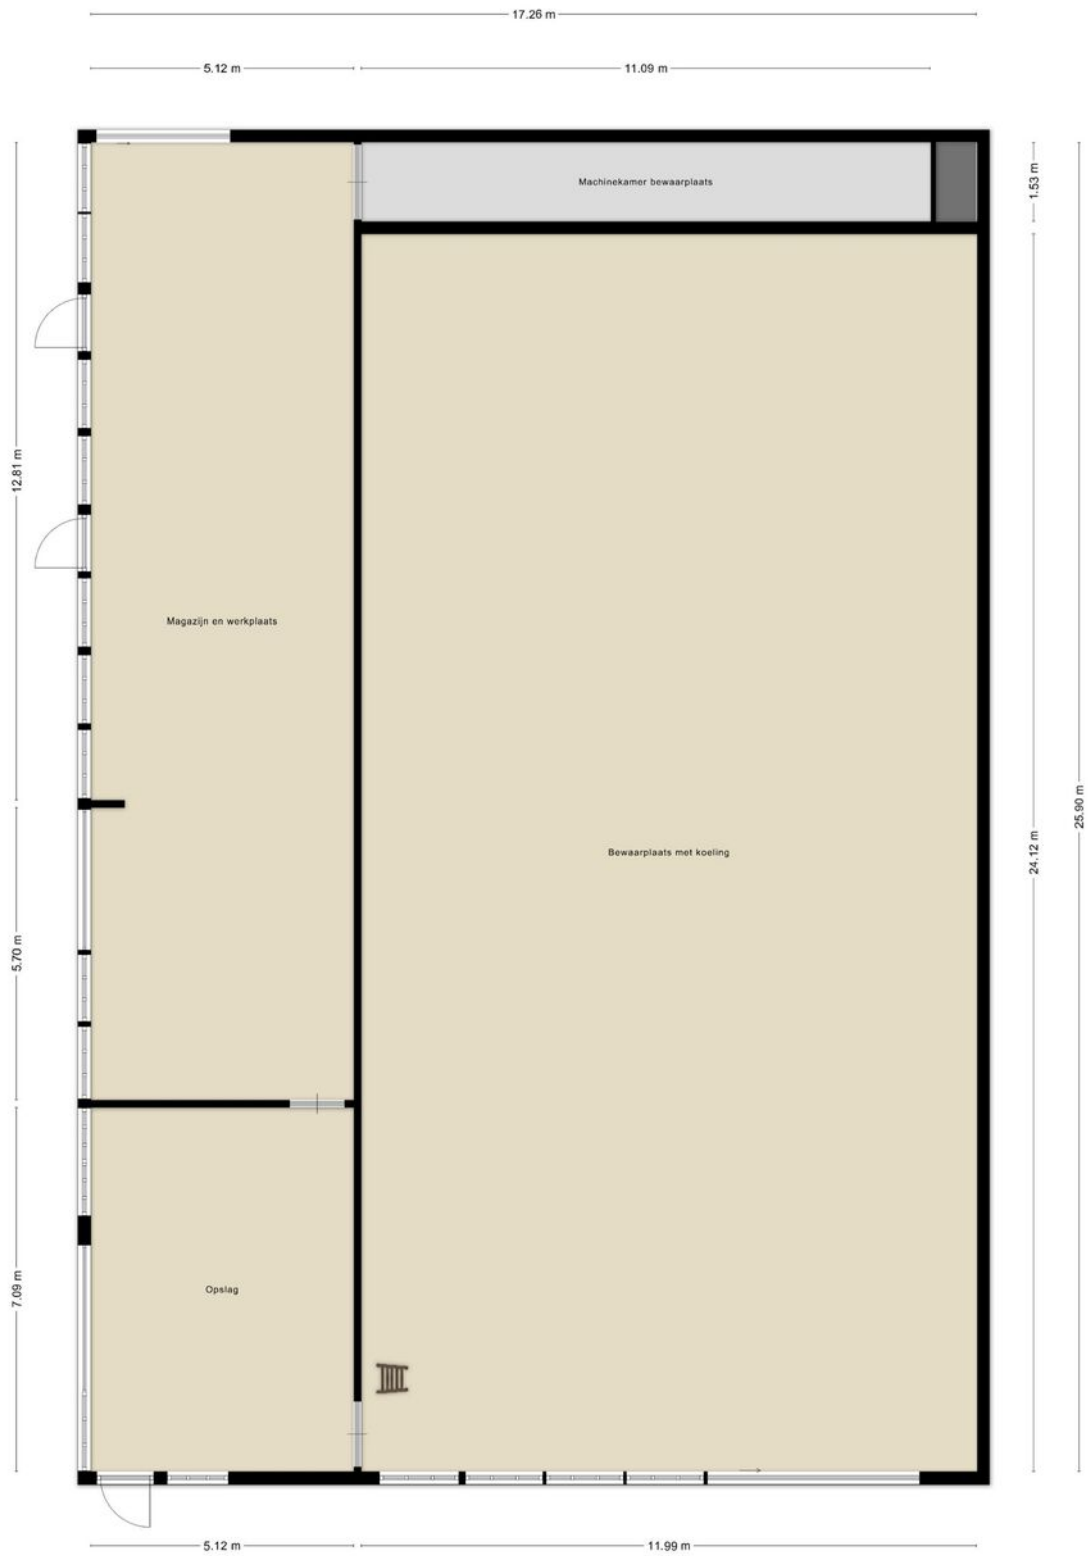 17.26 m
5.12 m
11.09 m
Machinekamer bewaarplaats
1.53 m
12.81 m
Magazijn en werkplaats
25.90 m
Bewaarplaats met koeling
24.12 m
5.70 m
Opslag
7.09 m
5.12 m
11.99 m